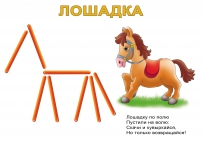 ЛОШАДКА
Лошадку по полю
Пустили на волю:
Скачи и кувыркайся,
Но только возвращайся!